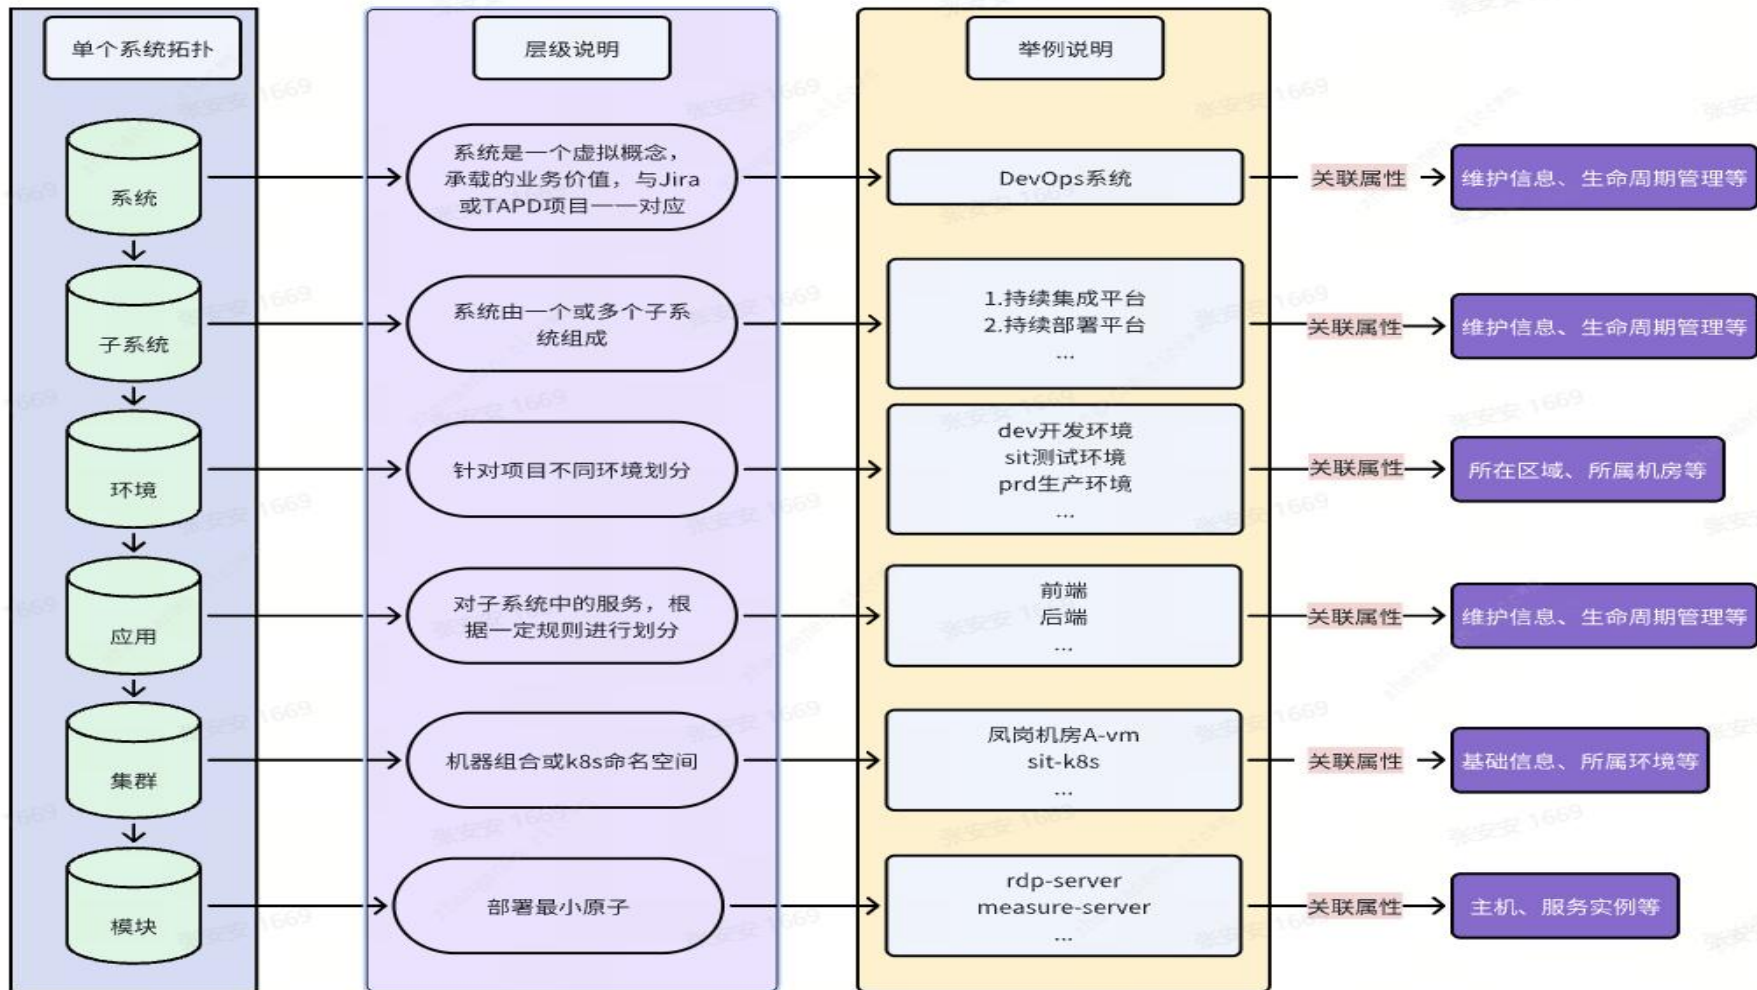 单个系统拓扑
层级说明
举例说明
系统
系统是一个虚拟概念，
承载的业务价值，与Jira
或TAPD项目一一对应
DevOps系统
关联属性
维护信息、生命周期管理等
子系统
系统由一个或多个子系
统组成
1.持续集成平台
2.持续部署平台
...
关联属性
维护信息、生命周期管理等
环境
针对项目不同环境划分
dev开发环境
sit测试环境
prd生产环境
...
关联属性
所在区域、所属机房等
应用
对子系统中的服务，根
据一定规则进行划分
前端
后端
...
关联属性
维护信息、生命周期管理等
集群
机器组合或k8s命名空间
凤岗机房A-vm
sit-k8s
...
关联属性
基础信息、所属环境等
模块
部署最小原子
rdp-server
measure-server
...
关联属性
主机、服务实例等
张安安 1669